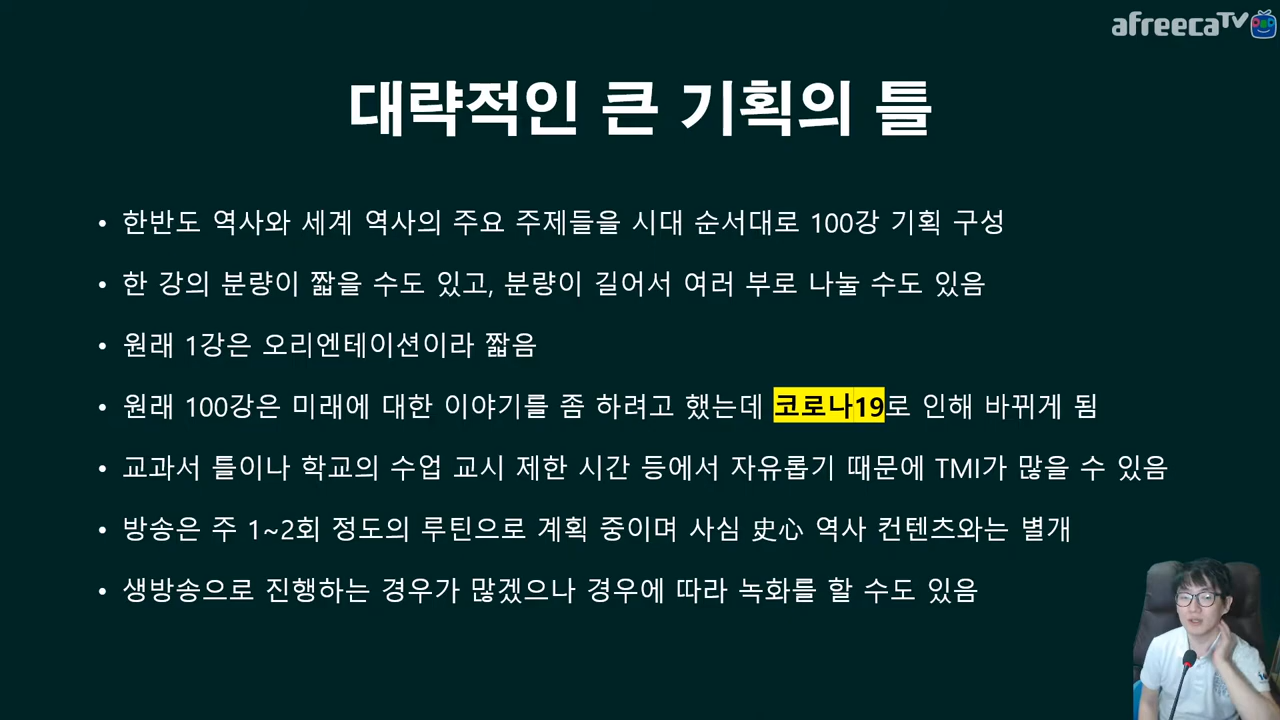 afreecaTV
대략적인 큰 기획의 틀
• 한반도 역사와 세계 역사의 주요 주제들을 시대 순서대로 100강 기획 구성
• 한 강의 분량이 짧을 수도 있고, 분량이 길어서 여러 부로 나눌 수도 있음
• 원래 1강은 오리엔테이션이라 짧음
• 원래 100강은 미래에 대한 이야기를 좀 하려고 했는데 코로나19로 인해 바뀌게 됨
• 교과서 틀이나 학교의 수업 교시 제한 시간 등에서 자유롭기 때문에 TMI가 많을 수 있음
• 방송은 주 1~2회 정도의 루틴으로 계획 중이며 사심 史心 역사 컨텐츠와는 별개
• 생방송으로 진행하는 경우가 많겠으나 경우에 따라 녹화를 할 수도 있음